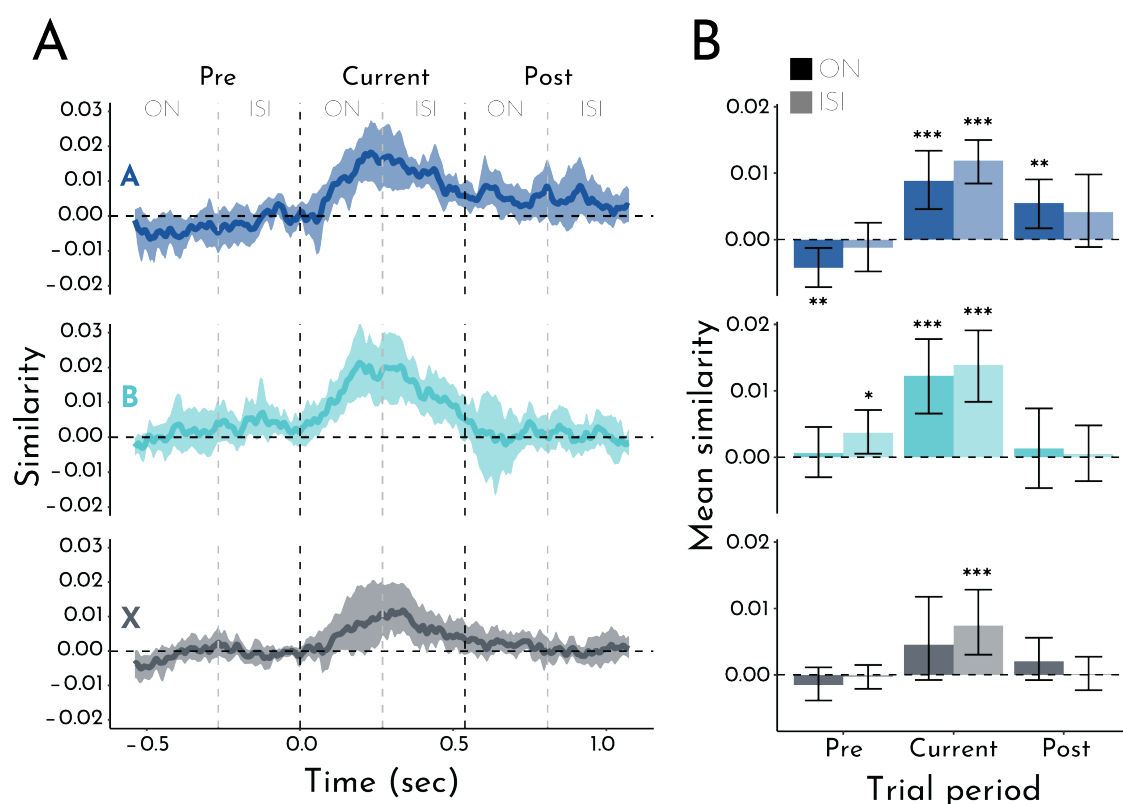 A
Pre Current Post
ON ISI ON ISI ON ISI
0.03
0.02
0.01
0.00
−0.01
−0.02
A
0.03
0.02
0.01
0.00
−0.01
−0.02
B
0.03
0.02
0.01
0.00
−0.01
−0.02
X
Similarity
−0.5 0.0 0.5 1.0
Time (sec)
B
ON
ISI
0.02
0.01
0.00
** *** *** **
0.02
0.01
0.00
* *** ***
0.02
0.01
0.00
***
Mean similarity
Pre Current Post
Trial period